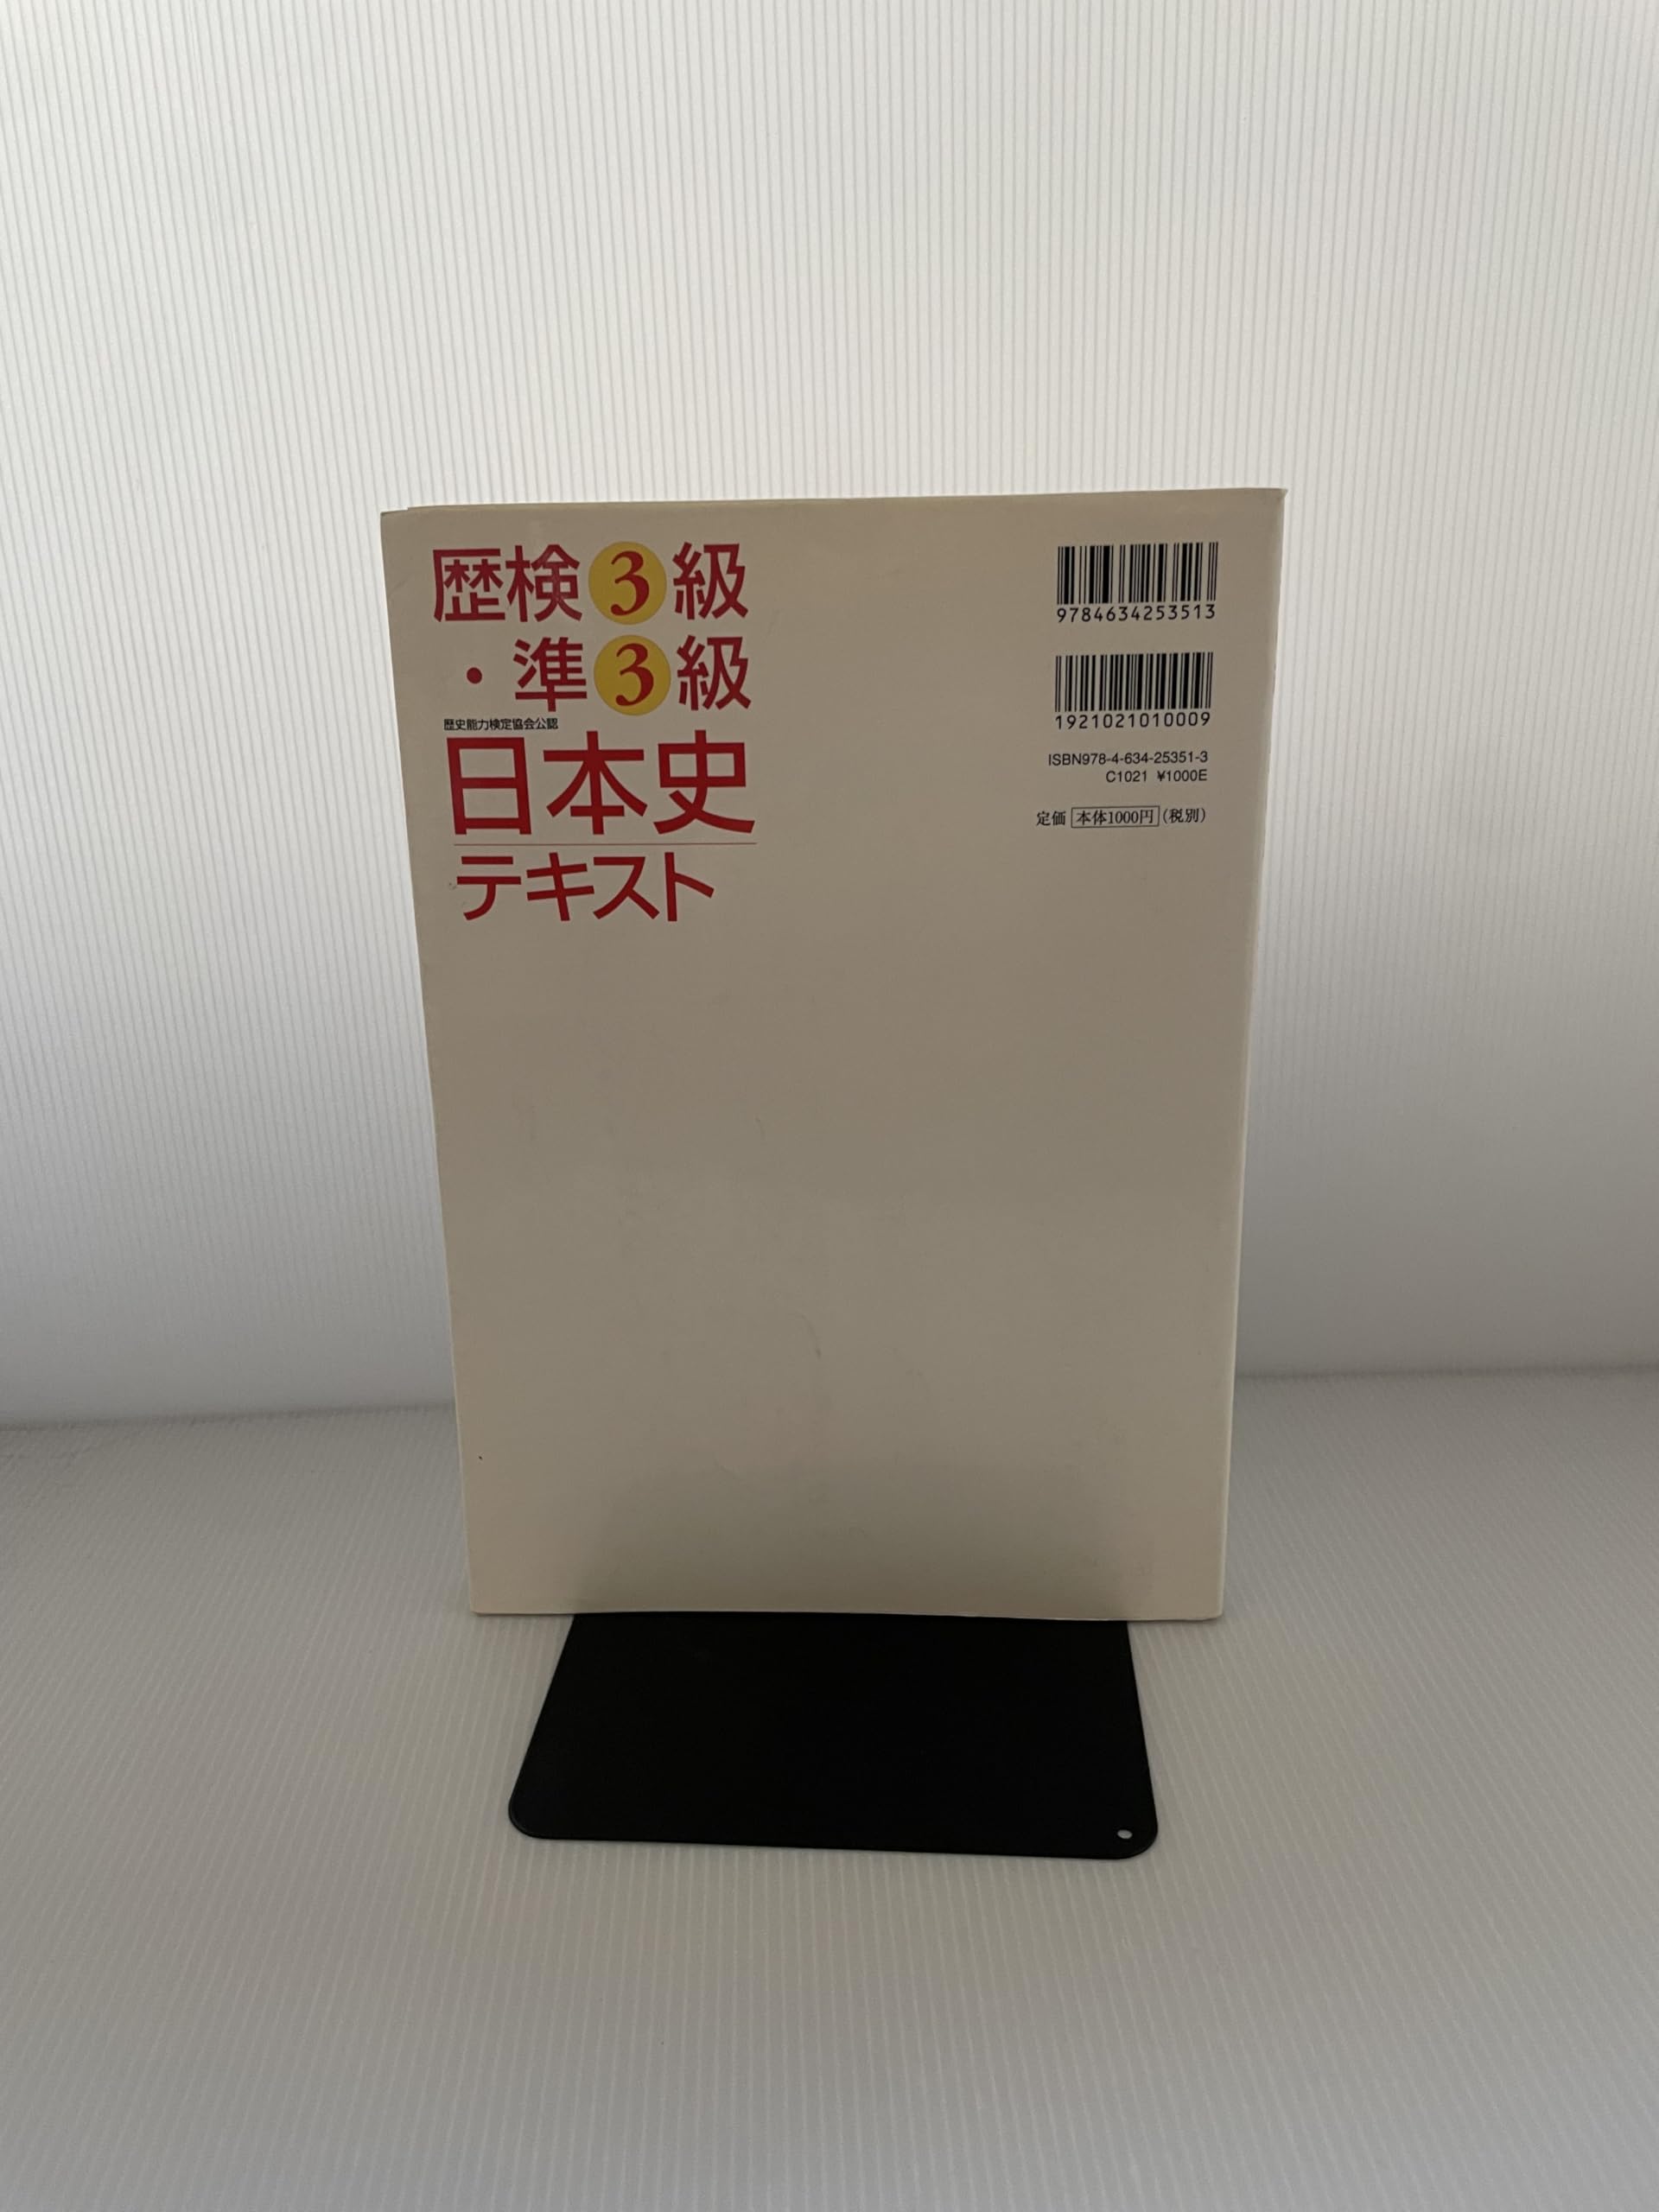 歴検3級
・準3級
歴史能力検定協会公認
日本史
テキスト
9784634253513
1921021010009
ISBN978-4-634-25351-3
C1021 ¥1000E
定価 本体1000円(税別)